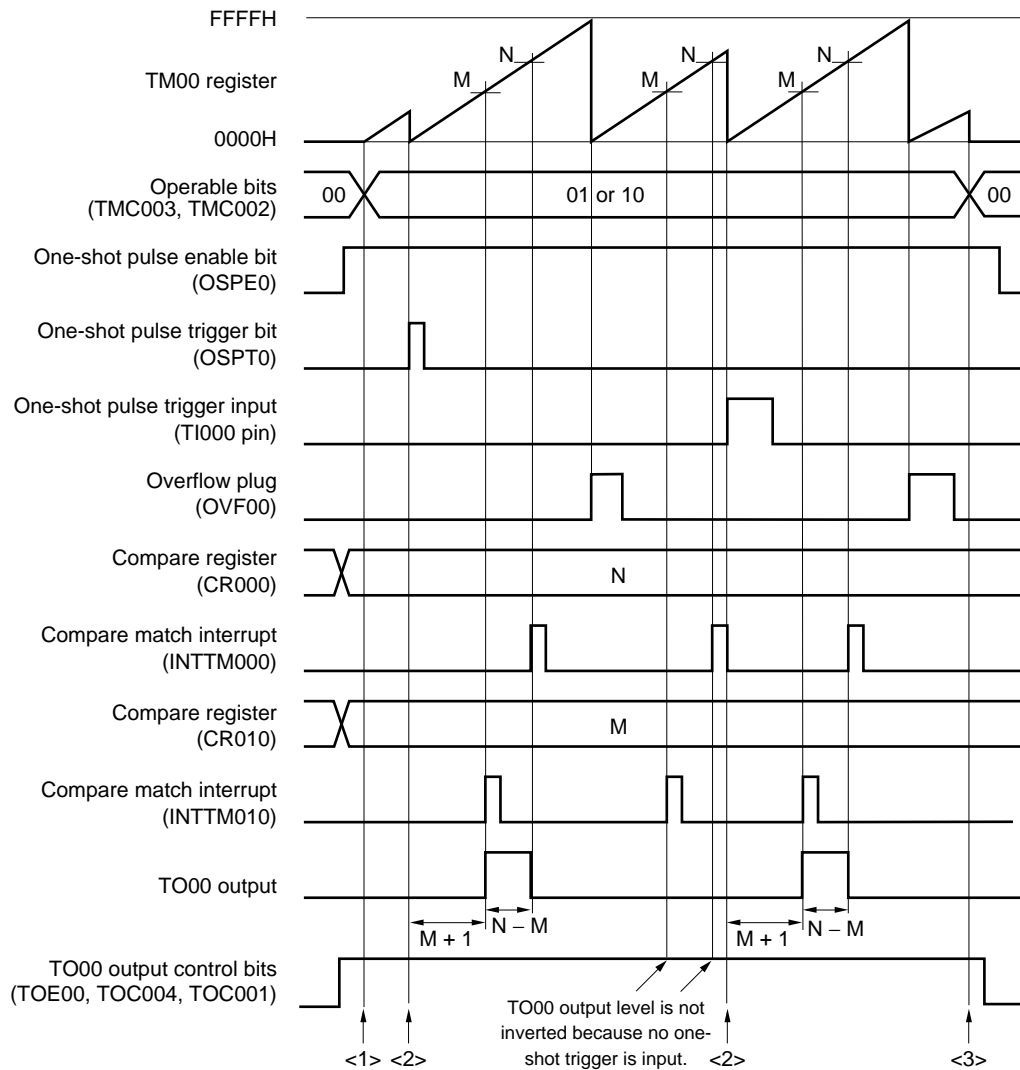 FFFFH
N
N
N
TM00 register
M
M
M
0000H
Operable bits
(TMC003, TMC002)
00
01 or 10
00
One-shot pulse enable bit
(OSPE0)
One-shot pulse trigger bit
(OSPT0)
One-shot pulse trigger input
(TI000 pin)
Overflow plug
(OVF00)
Compare register
(CR000)
N
Compare match interrupt
(INTTM000)
Compare register
(CR010)
M
Compare match interrupt
(INTTM010)
TO00 output
M + 1
N – M
M + 1
N – M
TO00 output control bits
(TOE00, TOC004, TOC001)
TO00 output level is not
inverted because no one-
shot trigger is input.
<1>
<2>
<2>
<3>